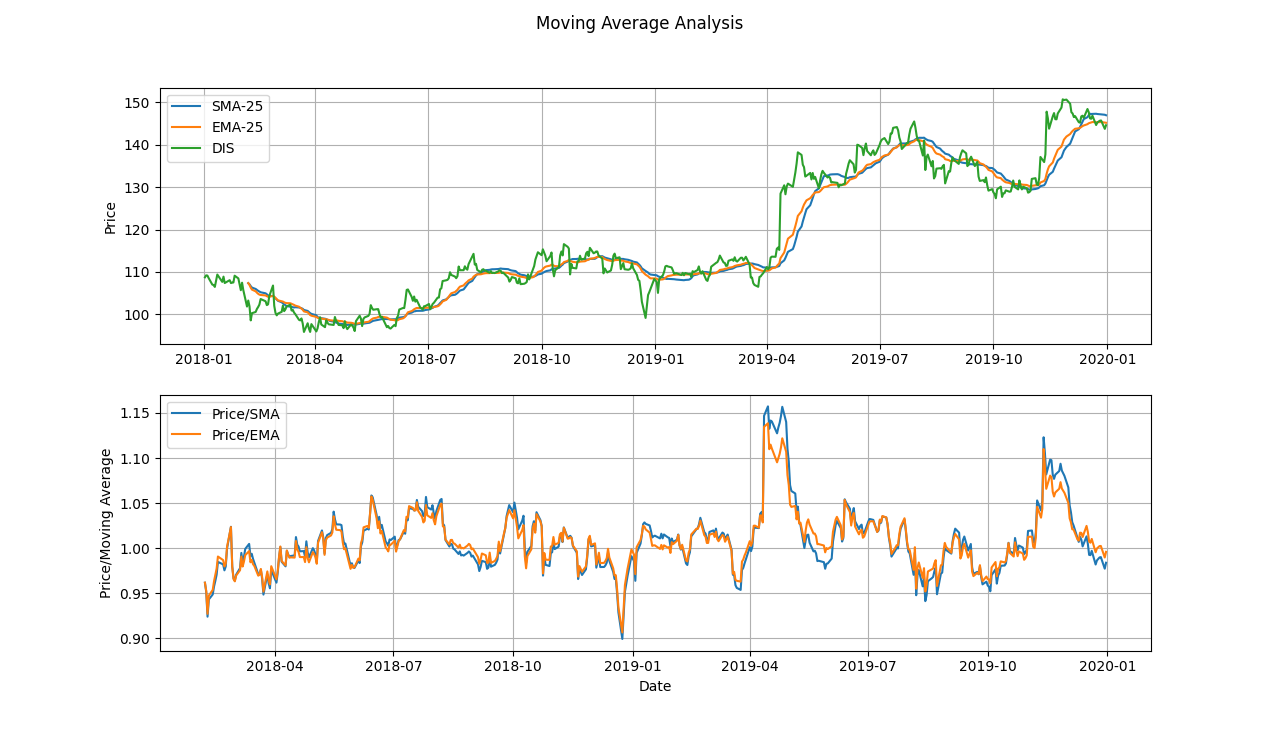 Moving Average Analysis
SMA-25
EMA-25
DIS
150
140
130
120
110
100
Price
2018-01 2018-04 2018-07 2018-10 2019-01 2019-04 2019-07 2019-10 2020-01
Price/SMA
Price/EMA
1.15
1.10
1.05
1.00
0.95
0.90
Price/Moving Average
2018-04 2018-07 2018-10 2019-01 2019-04 2019-07 2019-10 2020-01
Date